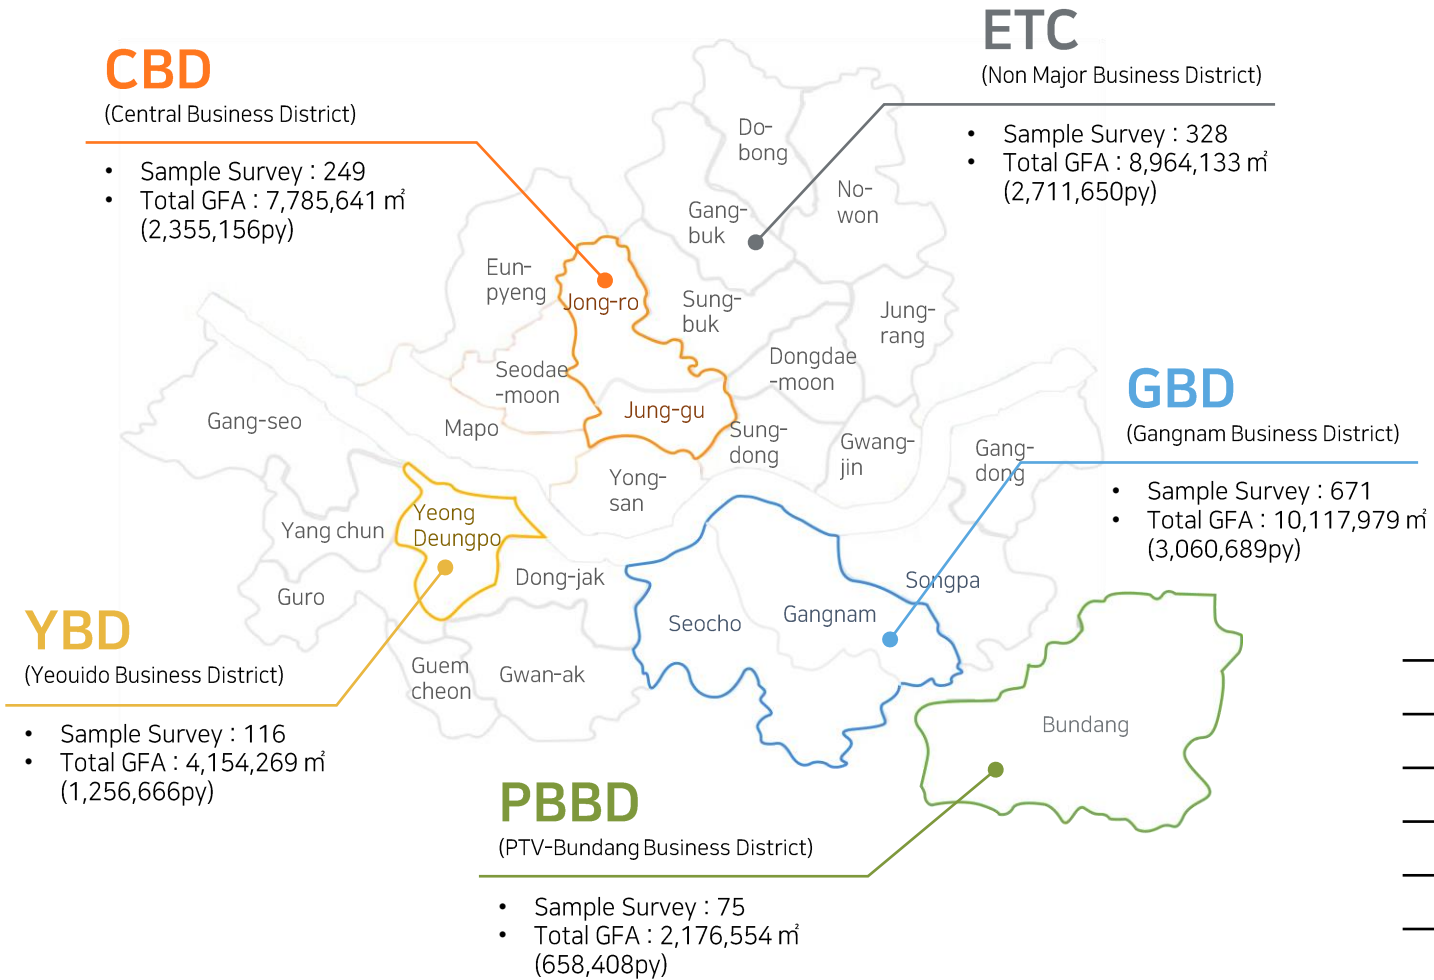 ETC
(Non Major Business District)
• Sample Survey : 328
• Total GFA : 8,964,133 ㎡
(2,711,650py)
CBD
(Central Business District)
• Sample Survey : 249
• Total GFA : 7,785,641 ㎡
(2,355,156py)
Do-
bong
No-
won
Gang-
buk
Eun-
pyeng
Jong-ro
Sung-
buk
Jung-
rang
Dongdae
-moon
Seodae
-moon
Jung-gu
Gang-seo
Mapo
Sung-
dong
Gwang-
jin
Gang-
dong
GBD
(Gangnam Business District)
• Sample Survey : 671
• Total GFA : 10,117,979 ㎡
(3,060,689py)
Yong-
san
Yang chun
Yeong
Deungpo
Dong-jak
Guro
Seocho
Gangnam
Songpa
Guem
cheon
Gwan-ak
Bundang
YBD
(Yeouido Business District)
• Sample Survey : 116
• Total GFA : 4,154,269 ㎡
(1,256,666py)
PBBD
(PTV-Bundang Business District)
• Sample Survey : 75
• Total GFA : 2,176,554 ㎡
(658,408py)